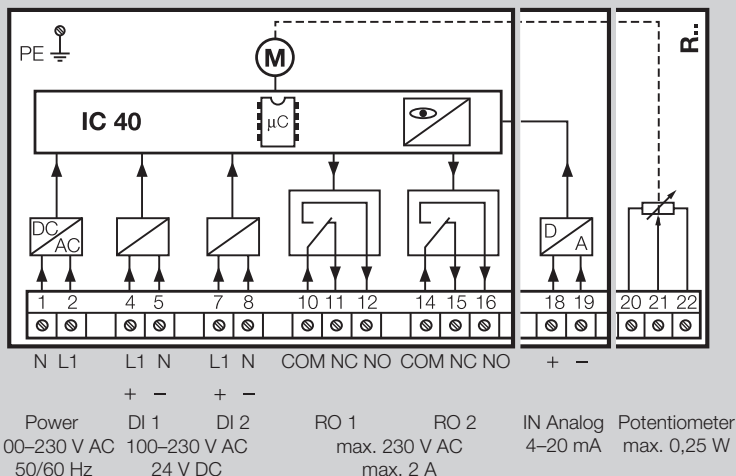 R..
PE
M
IC 40
µC
DC
AC
D
A
1 2 4 5 7 8 10 11 12 14 15 16 18 19 20 21 22
N L1 L1 N L1 N COM NC NO COM NC NO + −
+ − + −
Power DI 1 DI 2 RO 1 RO 2 IN Analog Potentiometer
00–230 V AC 100–230 V AC max. 230 V AC 4–20 mA max. 0,25 W
50/60 Hz 24 V DC max. 2 A